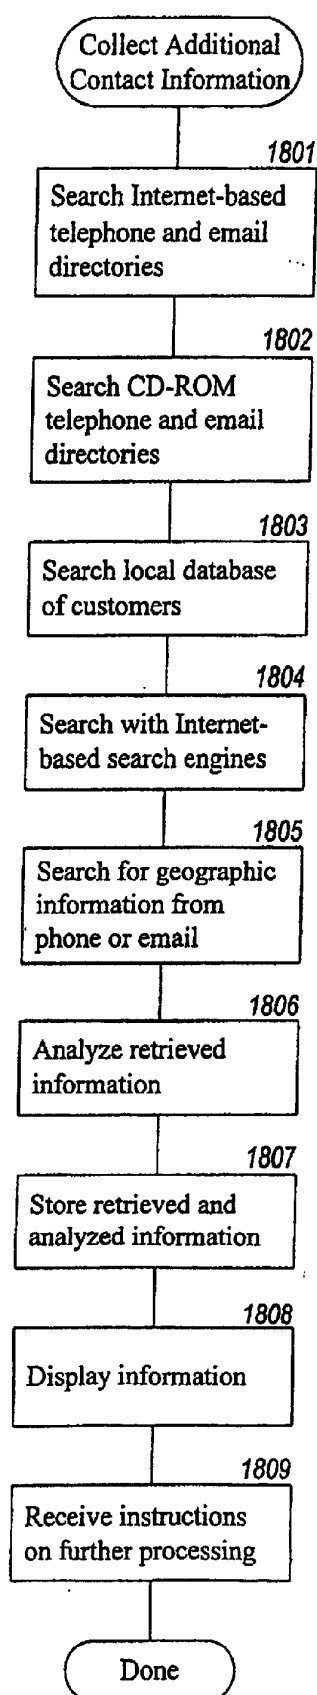 Collect Additional
Contact Information
1801
Search Internet-based
telephone and email
directories
1802
Search CD-ROM
telephone and email
directories
1803
Search local database
of customers
1804
Search with Internet-
based search engines
1805
Search for geographic
information from
phone or email
1806
Analyze retrieved
information
1807
Store retrieved and
analyzed information
1808
Display information
1809
Receive instructions
on further processing
Done